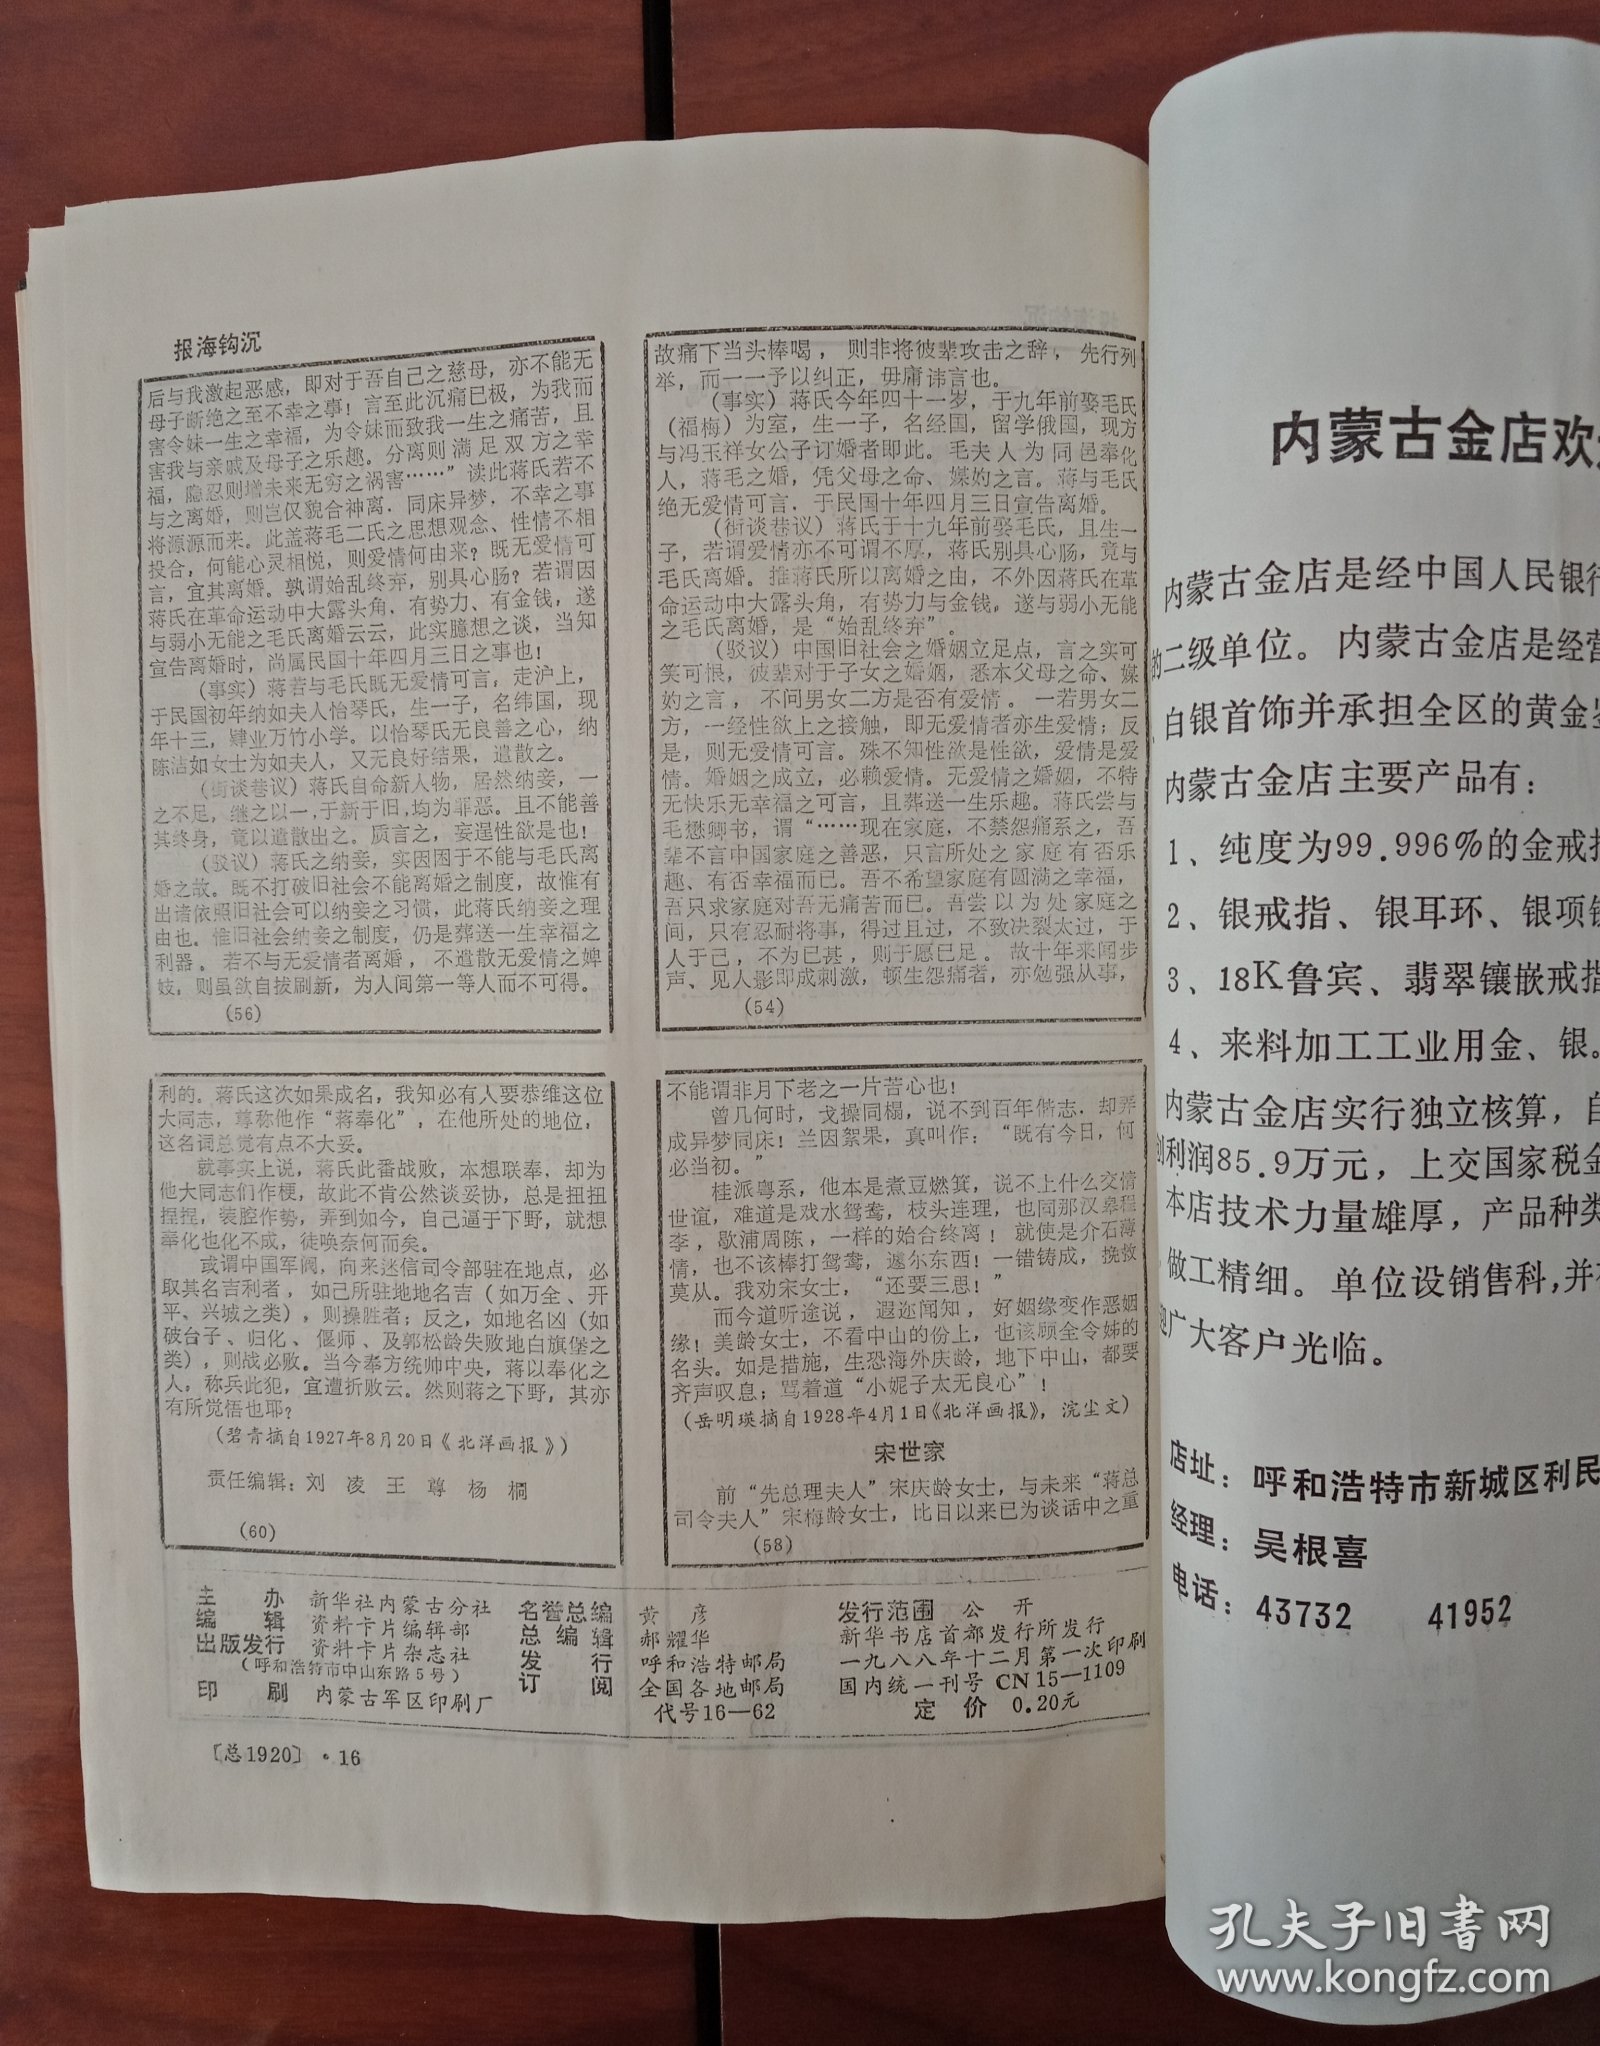 报海钩沉
后与我激起恶感，即对于吾自己之慈母，亦不能无
母子断绝之至不幸之事！言至此沉痛已极，为我而
害令妹一生之幸福，为令妹而致我一生之痛苦，且
害我与亲戚及母子之乐趣。分离则满足双方之幸
福，隐忍则增未来无穷之祸害……”读此蒋氏若不
与之离婚，则岂仅貌合神离，同床异梦，不幸之事
将源源而来。此盖蒋毛二氏之思想观念、性情不相
投合，何能心灵相悦，则爱情何由来？既无爱情可
言，宜其离婚。孰谓始乱终弃，别具心肠？若谓因
蒋氏在革命运动中大露头角，有势力、有金钱，遂
与弱小无能之毛氏离婚云云，此实臆想之谈，当知
宣告离婚时，尚属民国十年四月三日之事也！
（事实）蒋若与毛氏既无爱情可言，走沪上，
于民国初年纳如夫人怡琴氏，生一子，名纬国，现
年十三，肄业万竹小学。以怡琴氏无良善之心，纳
陈洁如女士为如夫人，又无良好结果，遣散之。
（街谈巷议）蒋氏自命新人物，居然纳妾，一
之不足，继之以一，于新于旧，均为罪恶。且不能善
其终身，竟以遣散出之。质言之，妄逞性欲是也！
（驳议）蒋氏之纳妾，实因困于不能与毛氏离
婚之故。既不打破旧社会不能离婚之制度，故惟有
出诸依照旧社会可以纳妾之习惯，此蒋氏纳妾之理
由也。惟旧社会纳妾之制度，仍是葬送一生幸福之
利器。若不与无爱情者离婚，不遣散无爱情之婢
妓，则虽欲自拔刷新，为人间第一等人而不可得。
（56）
故痛下当头棒喝，则非将彼辈攻击之辞，先行列
举，而一一予以纠正，毋庸讳言也。
（事实）蒋氏今年四十一岁，于九年前娶毛氏
（福梅）为室，生一子，名经国，留学俄国，现方
与冯玉祥女公子订婚者即此。毛夫人为同邑奉化
人，蒋毛之婚，凭父母之命、媒妁之言。蒋与毛氏
绝无爱情可言，于民国十年四月三日宣告离婚。
（街谈巷议）蒋氏于十九年前娶毛氏，且生一
子，若谓爱情亦不可谓不厚，蒋氏别具心肠，竟与
毛氏离婚。推蒋氏所以离婚之由，不外因蒋氏在革
命运动中大露头角，有势力与金钱，遂与弱小无能
之毛氏离婚，是“始乱终弃”。
（驳议）中国旧社会之婚姻立足点，言之实可
笑可恨，彼辈对于子女之婚姻，悉本父母之命、媒
妁之言，不问男女二方是否有爱情。一若男女二
方，一经性欲上之接触，即无爱情者亦生爱情；反
是，则无爱情可言。殊不知性欲是性欲，爱情是爱
情。婚姻之成立，必赖爱情。无爱情之婚姻，不特
无快乐无幸福之可言，且葬送一生乐趣。蒋氏尝与
毛懋卿书，谓“……现在家庭，不禁怨痛系之，吾
辈不言中国家庭之善恶，只言所处之家庭有否乐
趣、有否幸福而已。吾不希望家庭有圆满之幸福，
吾只求家庭对吾无痛苦而已。吾尝以为处家庭之
间，只有忍耐将事，得过且过，不致决裂太过，于
人于己，不为已甚，则于愿已足。故十年来闻步
声、见人影即成刺激，顿生怨痛者，亦勉强从事，
（54）
利的。蒋氏这次如果成名，我知必有人要恭维这位
大同志，尊称他作“蒋奉化”，在他所处的地位，
这名词总觉有点不大妥。
就事实上说，蒋氏此番战败，本想联奉，却为
他大同志们作梗，故此不肯公然谈妥协，总是扭扭
捏捏，装腔作势，弄到如今，自己逼于下野，就想
奉化也化不成，徒唤奈何而矣。
或谓中国军阀，向来迷信司令部驻在地点，必
取其名吉利者，如己所驻地地名吉（如万全、开
平、兴城之类），则操胜者；反之，如地名凶（如
破台子、归化、偃师、及郭松龄失败地白旗堡之
类），则战必败。当今奉方统帅中央，蒋以奉化之
人，称兵此犯，宜遭折败云。然则蒋之下野，其亦
有所觉悟也耶？
（碧青摘自1927年8月20日《北洋画报》）
责任编辑：刘 凌 王 尊 杨 㭎
（60）
不能谓非月下老之一片苦心也！
曾几何时，戈操同榻，说不到百年偕志，却弄
成异梦同床！兰因絮果，真叫作：“既有今日，何
必当初。”
桂派粤系，他本是煮豆燃箕，说不上什么交情
世谊，难道是戏水鸳鸯，枝头连理，也同那汉皋程
李，歇浦周陈，一样的始合终离！就使是介石薄
情，也不该棒打鸳鸯，遽尔东西！一错铸成，挽救
莫从。我劝宋女士，“还要三思！”
而今道听途说，遐迩闻知，好姻缘变作恶姻
缘！美龄女士，不看中山的份上，也该顾全令姊的
名头。如是措施，生恐海外庆龄，地下中山，都要
齐声叹息；骂着道“小妮子太无良心”！
（岳明瑛摘自1928年4月1日《北洋画报》，浣尘文）
宋世家
前“先总理夫人”宋庆龄女士，与未来“蒋总
司令夫人”宋梅龄女士，比日以来已为谈话中之重
（58）
主 办 新华社内蒙古分社
编 辑 资料卡片编辑部
出版发行 资料卡片杂志社
（呼和浩特市中山东路5号）
印 刷 内蒙古军区印刷厂
名誉总编 黄 彦
总编辑 郝耀华
发行 呼和浩特邮局
订阅 全国各地邮局
代号16—62
发行范围 公 开
新华书店首都发行所发行
一九八八年十二月第一次印刷
国内统一刊号 CN 15—1109
定 价 0.20元
〔总1920〕·16
内蒙古金店欢
内蒙古金店是经中国人民银行
的二级单位。内蒙古金店是经营
白银首饰并承担全区的黄金
内蒙古金店主要产品有：
1、纯度为99.996%的金戒指
2、银戒指、银耳环、银项链
3、18K鲁宾、翡翠镶嵌戒指
4、来料加工工业用金、银。
内蒙古金店实行独立核算，自
创利润85.9万元，上交国家税金
本店技术力量雄厚，产品种类
做工精细。单位设销售科，并
迎广大客户光临。
店址：呼和浩特市新城区利民
经理：吴根喜
电话：43732 41952
孔夫子旧书网
www.kongfz.com